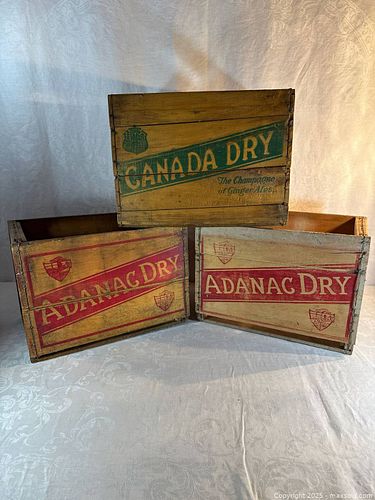 CANADA DRY
The Champagne
of Ginger Ales
ADANAC DRY
ADANAC DRY
Copyright 2025 - maxsold.com